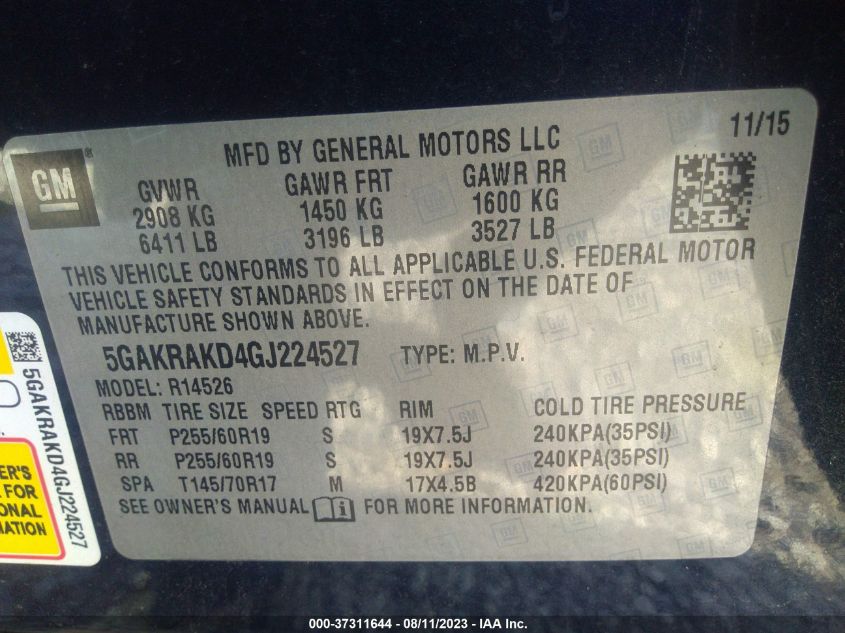 11/15
GM
MFD BY GENERAL MOTORS LLC
GVWR GAWR FRT GAWR RR
2908 KG 1450 KG 1600 KG
6411 LB 3196 LB 3527 LB
THIS VEHICLE CONFORMS TO ALL APPLICABLE U.S. FEDERAL MOTOR
VEHICLE SAFETY STANDARDS IN EFFECT ON THE DATE OF
MANUFACTURE SHOWN ABOVE.
5GAKRAKD4GJ224527 TYPE: M.P.V.
MODEL: R14526
RBBM TIRE SIZE SPEED RTG RIM COLD TIRE PRESSURE
FRT P255/60R19 S 19X7.5J 240KPA(35PSI)
RR P255/60R19 S 19X7.5J 240KPA(35PSI)
SPA T145/70R17 M 17X4.5B 420KPA(60PSI)
SEE OWNER'S MANUAL i FOR MORE INFORMATION.
5GAKRAKD4GJ224527
ER'S
FOR
ONAL
MATION
000-37311644 - 08/11/2023 - IAA Inc.